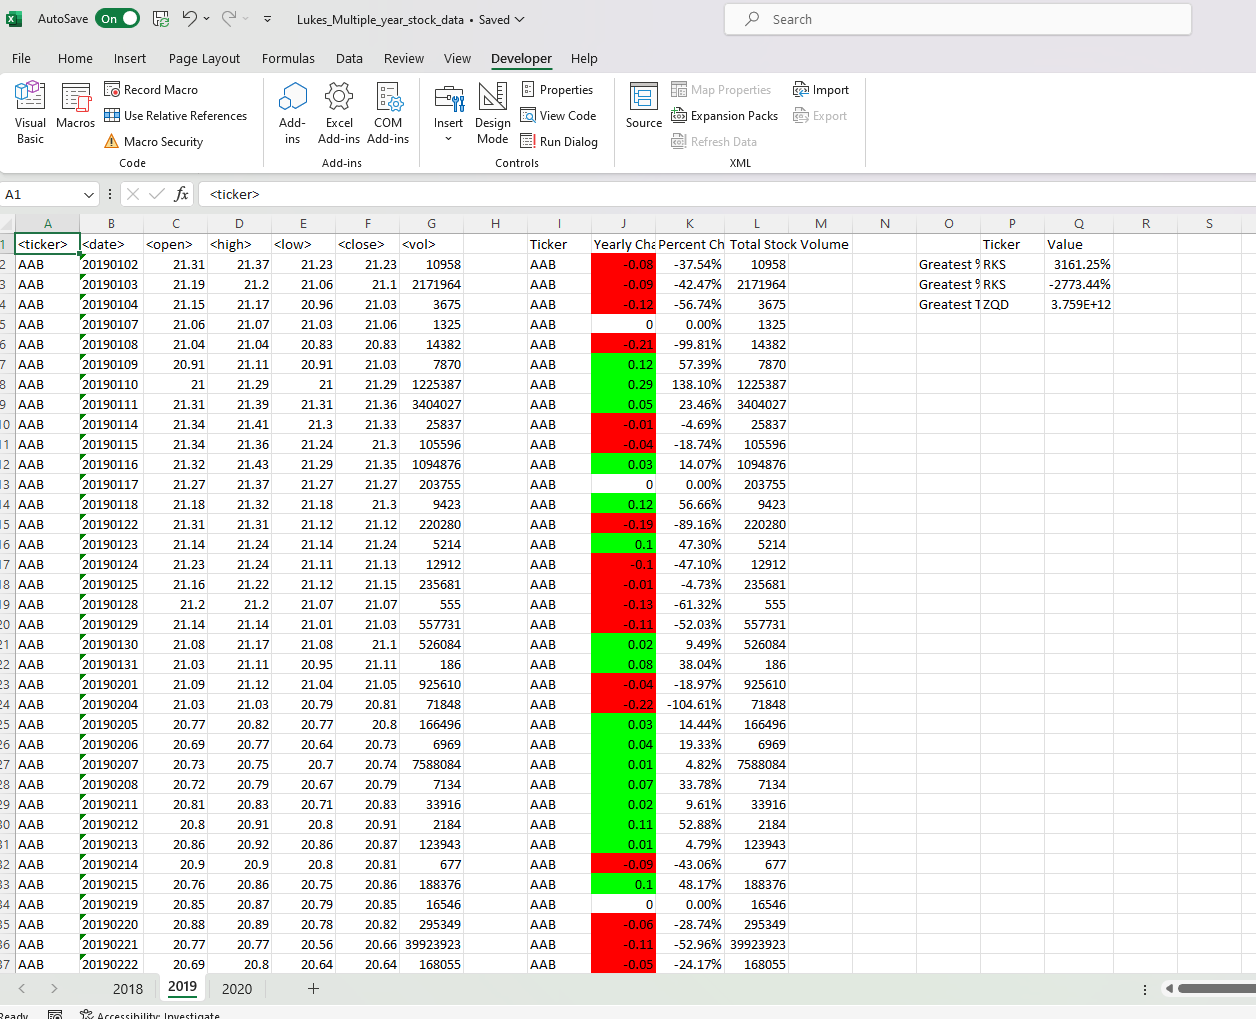 AutoSave On Lukes_Multiple_year_stock_data • Saved Search
File Home Insert Page Layout Formulas Data Review View Developer Help
Visual Basic
Macros
Record Macro
Use Relative References
Macro Security
Code
Add-ins
Excel Add-ins
COM Add-ins
Add-ins
Insert
Design Mode
Properties
View Code
Run Dialog
Controls
Source
Map Properties
Expansion Packs
Refresh Data
Import
Export
XML
A1 fx <ticker>
A B C D E F G H I J K L M N O P Q R S
1 <ticker> <date> <open> <high> <low> <close> <vol> Ticker Yearly Cha Percent Ch Total Stock Volume Ticker Value
2 AAB 20190102 21.31 21.37 21.23 21.23 10958 AAB -0.08 -37.54% 10958 Greatest % RKS 3161.25%
3 AAB 20190103 21.19 21.2 21.06 21.1 2171964 AAB -0.09 -42.47% 2171964 Greatest % RKS -2773.44%
4 AAB 20190104 21.15 21.17 20.96 21.03 3675 AAB -0.12 -56.74% 3675 Greatest T ZQD 3.759E+12
5 AAB 20190107 21.06 21.07 21.03 21.06 1325 AAB 0 0.00% 1325
6 AAB 20190108 21.04 21.04 20.83 20.83 14382 AAB -0.21 -99.81% 14382
7 AAB 20190109 20.91 21.11 20.91 21.03 7870 AAB 0.12 57.39% 7870
8 AAB 20190110 21 21.29 21 21.29 1225387 AAB 0.29 138.10% 1225387
9 AAB 20190111 21.31 21.39 21.31 21.36 3404027 AAB 0.05 23.46% 3404027
10 AAB 20190114 21.34 21.41 21.3 21.33 25837 AAB -0.01 -4.69% 25837
11 AAB 20190115 21.34 21.36 21.24 21.3 105596 AAB -0.04 -18.74% 105596
12 AAB 20190116 21.32 21.43 21.29 21.35 1094876 AAB 0.03 14.07% 1094876
13 AAB 20190117 21.27 21.37 21.27 21.27 203755 AAB 0 0.00% 203755
14 AAB 20190118 21.18 21.32 21.18 21.3 9423 AAB 0.12 56.66% 9423
15 AAB 20190122 21.31 21.31 21.12 21.12 220280 AAB -0.19 -89.16% 220280
16 AAB 20190123 21.14 21.24 21.14 21.24 5214 AAB 0.1 47.30% 5214
17 AAB 20190124 21.23 21.24 21.11 21.13 12912 AAB -0.1 -47.10% 12912
18 AAB 20190125 21.16 21.22 21.12 21.15 235681 AAB -0.01 -4.73% 235681
19 AAB 20190128 21.2 21.2 21.07 21.07 555 AAB -0.13 -61.32% 555
20 AAB 20190129 21.14 21.14 21.01 21.03 557731 AAB -0.11 -52.03% 557731
21 AAB 20190130 21.08 21.17 21.08 21.1 526084 AAB 0.02 9.49% 526084
22 AAB 20190131 21.03 21.11 20.95 21.11 186 AAB 0.08 38.04% 186
23 AAB 20190201 21.09 21.12 21.04 21.05 925610 AAB -0.04 -18.97% 925610
24 AAB 20190204 21.03 21.03 20.79 20.81 71848 AAB -0.22 -104.61% 71848
25 AAB 20190205 20.77 20.82 20.77 20.8 166496 AAB 0.03 14.44% 166496
26 AAB 20190206 20.69 20.77 20.64 20.73 6969 AAB 0.04 19.33% 6969
27 AAB 20190207 20.73 20.75 20.7 20.74 7588084 AAB 0.01 4.82% 7588084
28 AAB 20190208 20.72 20.79 20.67 20.79 7134 AAB 0.07 33.78% 7134
29 AAB 20190211 20.81 20.83 20.71 20.83 33916 AAB 0.02 9.61% 33916
30 AAB 20190212 20.8 20.91 20.8 20.91 2184 AAB 0.11 52.88% 2184
31 AAB 20190213 20.86 20.92 20.86 20.87 123943 AAB 0.01 4.79% 123943
32 AAB 20190214 20.9 20.9 20.8 20.81 677 AAB -0.09 -43.06% 677
33 AAB 20190215 20.76 20.86 20.75 20.86 188376 AAB 0.1 48.17% 188376
34 AAB 20190219 20.85 20.87 20.79 20.85 16546 AAB 0 0.00% 16546
35 AAB 20190220 20.88 20.89 20.78 20.82 295349 AAB -0.06 -28.74% 295349
36 AAB 20190221 20.77 20.77 20.56 20.66 39923923 AAB -0.11 -52.96% 39923923
37 AAB 20190222 20.69 20.8 20.64 20.64 168055 AAB -0.05 -24.17% 168055
2018 2019 2020 +
Ready Accessibility: Investigate